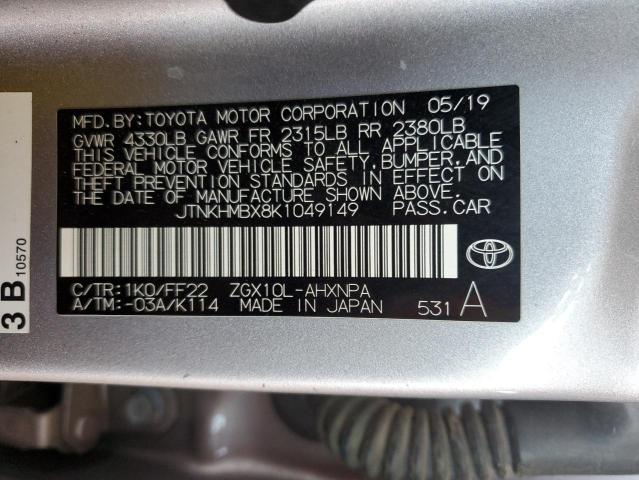 MFD. BY: TOYOTA MOTOR CORPORATION 05/19
GVWR 4330LB GAWR FR 2315LB RR 2380LB
THIS VEHICLE CONFORMS TO ALL APPLICABLE
FEDERAL MOTOR VEHICLE SAFETY, BUMPER, AND
THEFT PREVENTION STANDARDS IN EFFECT ON
THE DATE OF MANUFACTURE SHOWN ABOVE.
JTNKHMBX8K1049149 PASS. CAR
C/TR: 1K0/FF22 ZGX10L-AHXNPA
A/TM: -03A/K114 MADE IN JAPAN 531 A
3 B 10570